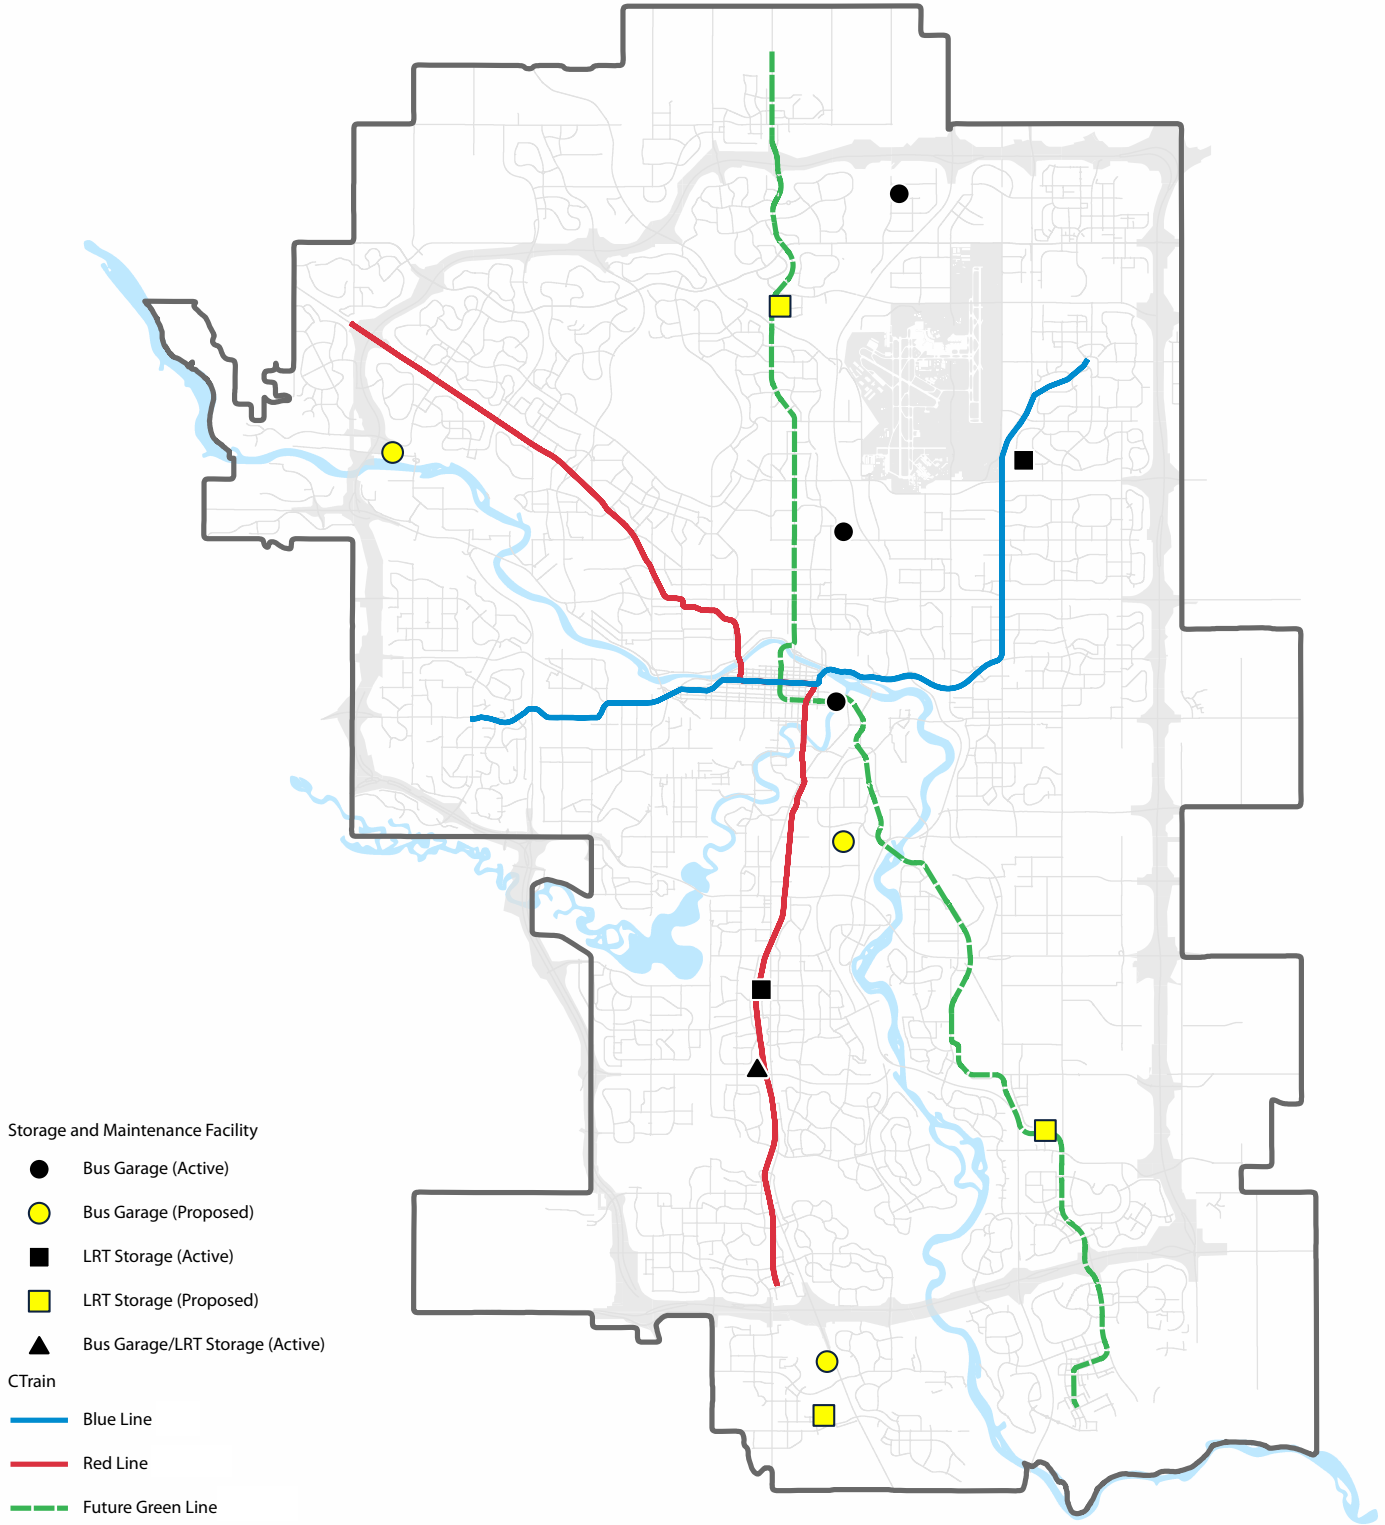 Storage and Maintenance Facility
Bus Garage (Active)
Bus Garage (Proposed)
LRT Storage (Active)
LRT Storage (Proposed)
Bus Garage/LRT Storage (Active)
CTrain
Blue Line
Red Line
Future Green Line